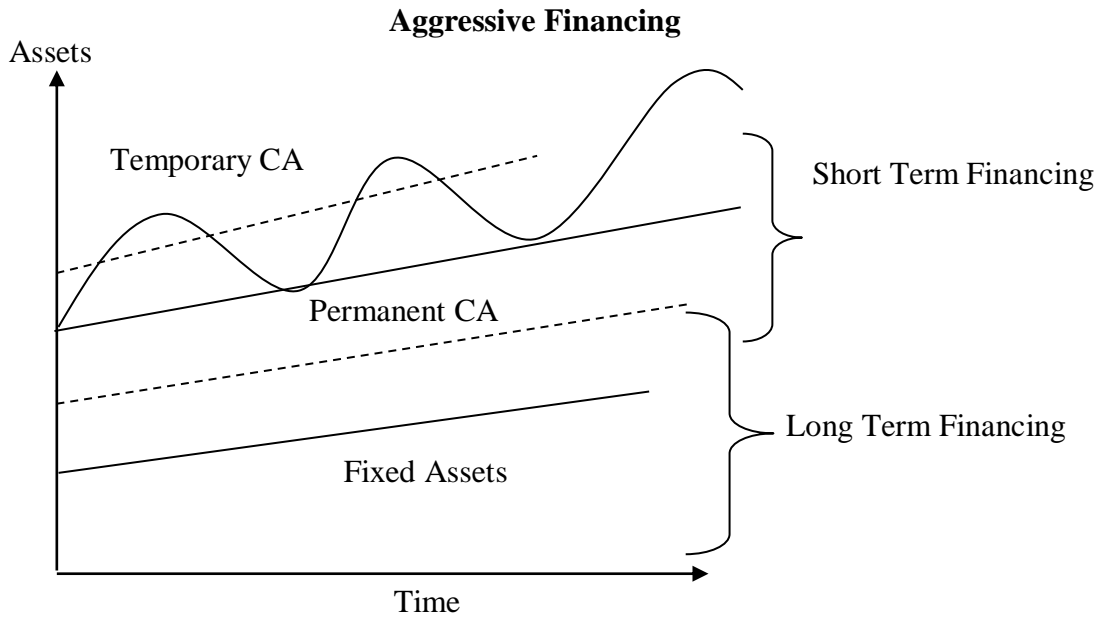 Aggressive Financing
Assets
Temporary CA
Short Term Financing
Permanent CA
Long Term Financing
Fixed Assets
Time